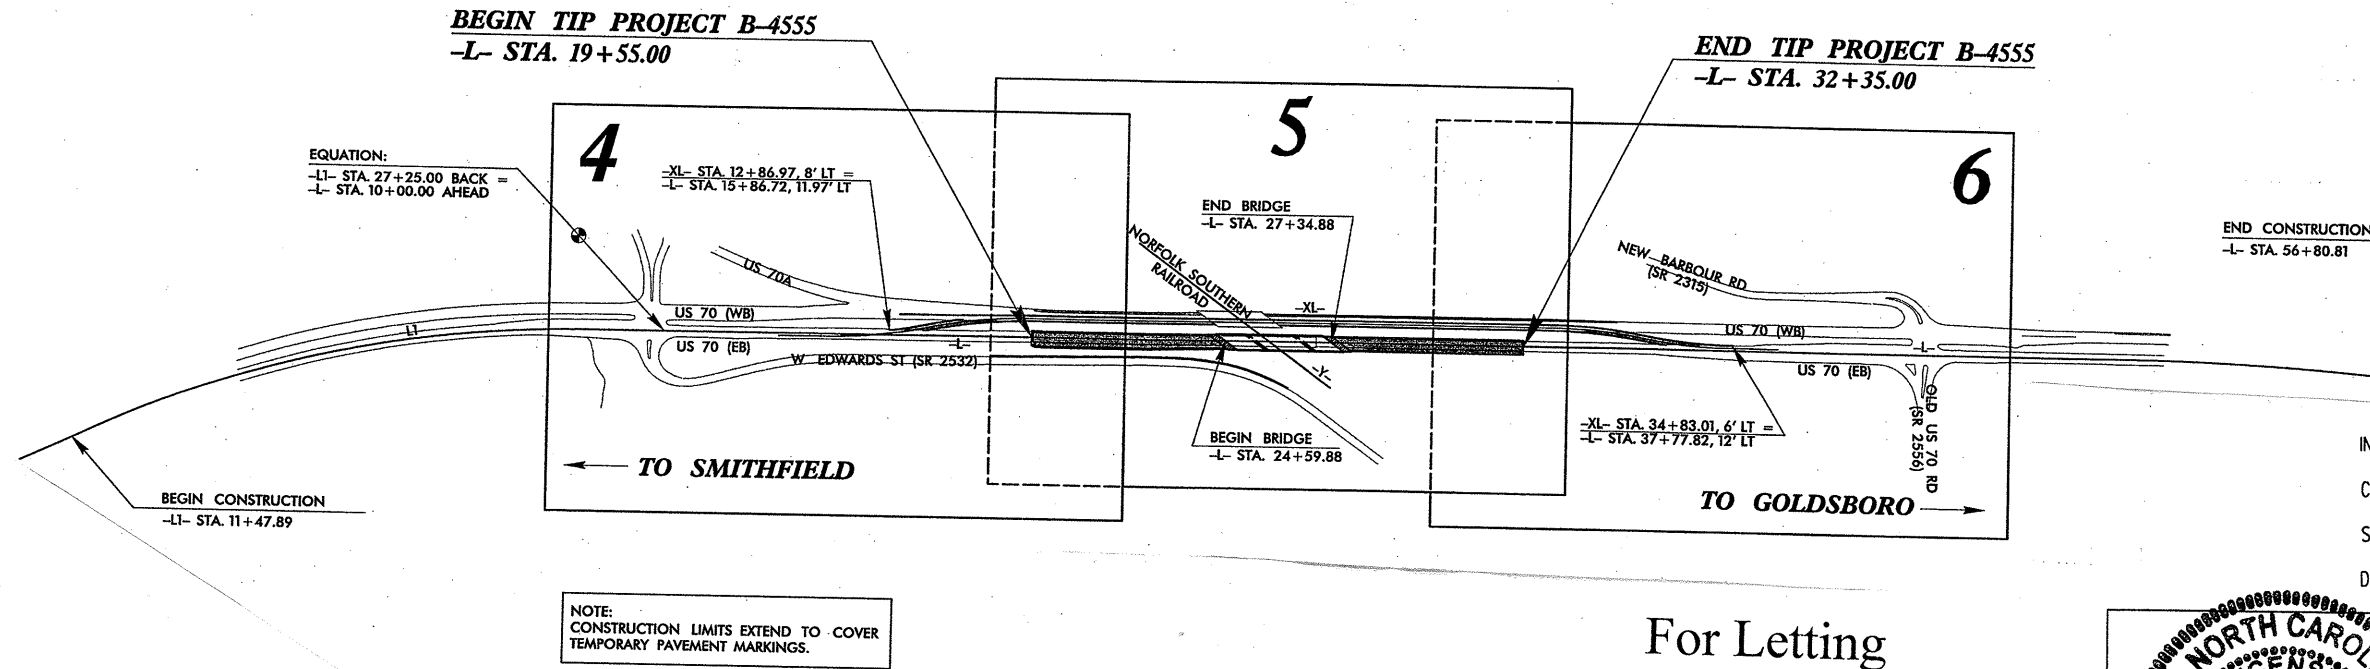 BEGIN TIP PROJECT B-4555
-L- STA. 19+55.00
END TIP PROJECT B-4555
-L- STA. 32+35.00
4
5
6
EQUATION:
-L1- STA. 27+25.00 BACK =
-L- STA. 10+00.00 AHEAD
-XL- STA. 12+86.97, 8' LT =
-L- STA. 15+86.72, 11.97' LT
END BRIDGE
-L- STA. 27+34.88
END CONSTRUCTION
-L- STA. 56+80.81
NORFOLK SOUTHERN
RAILROAD
NEW BARBOUR RD
(SR 2315)
US 70A
US 70 (WB)
-XL-
US 70 (WB)
L1
US 70 (EB)
-L-
-L-
W EDWARDS ST (SR 2532)
-Y-
US 70 (EB)
OLD US 70 RD
(SR 2556)
BEGIN BRIDGE
-L- STA. 24+59.88
-XL- STA. 34+83.01, 6' LT =
-L- STA. 37+77.82, 12' LT
TO SMITHFIELD
TO GOLDSBORO
BEGIN CONSTRUCTION
-L1- STA. 11+47.89
NOTE:
CONSTRUCTION LIMITS EXTEND TO COVER
TEMPORARY PAVEMENT MARKINGS.
For Letting
NORTH CARO